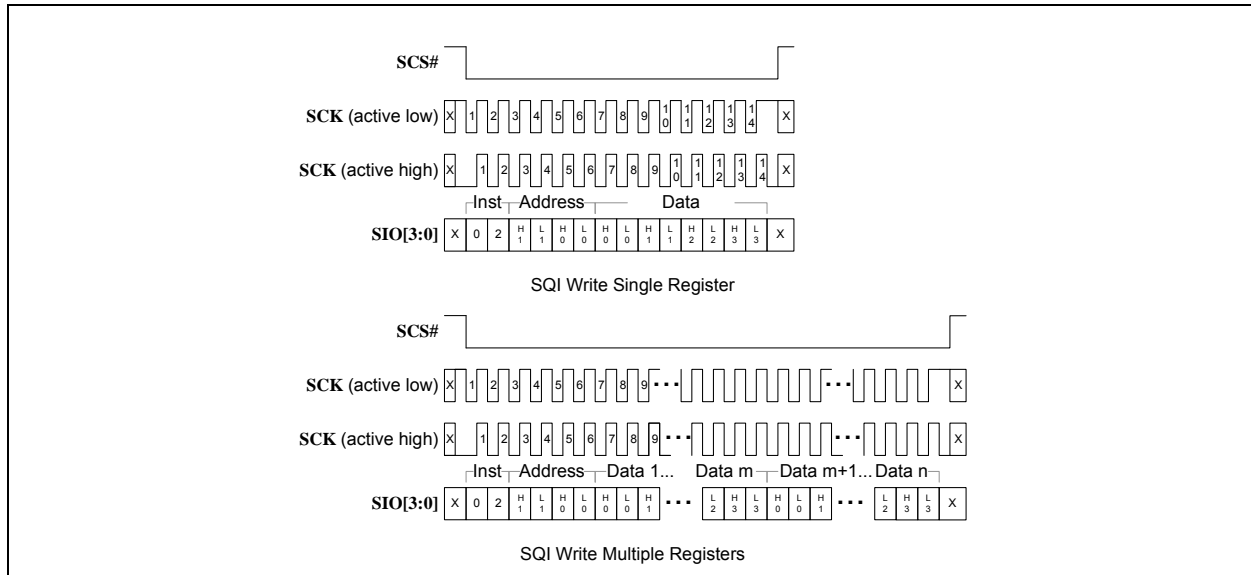 SCS#
SCK (active low) X 1 2 3 4 5 6 7 8 9 10 11 12 13 14 X
SCK (active high) X 1 2 3 4 5 6 7 8 9 10 11 12 13 14 X
Inst Address Data
SIO[3:0] X 0 2 H1 L1 H0 L0 H0 L0 H1 L1 H2 L2 H3 L3 X
SQI Write Single Register
SCS#
SCK (active low) X 1 2 3 4 5 6 7 8 9 ... ... X
SCK (active high) X 1 2 3 4 5 6 7 8 9 ... ... X
Inst Address Data 1... Data m Data m+1... Data n
SIO[3:0] X 0 2 H1 L1 H0 L0 H0 L0 H1 ... L2 H3 L3 H0 L0 H1 ... L2 H3 L3 X
SQI Write Multiple Registers